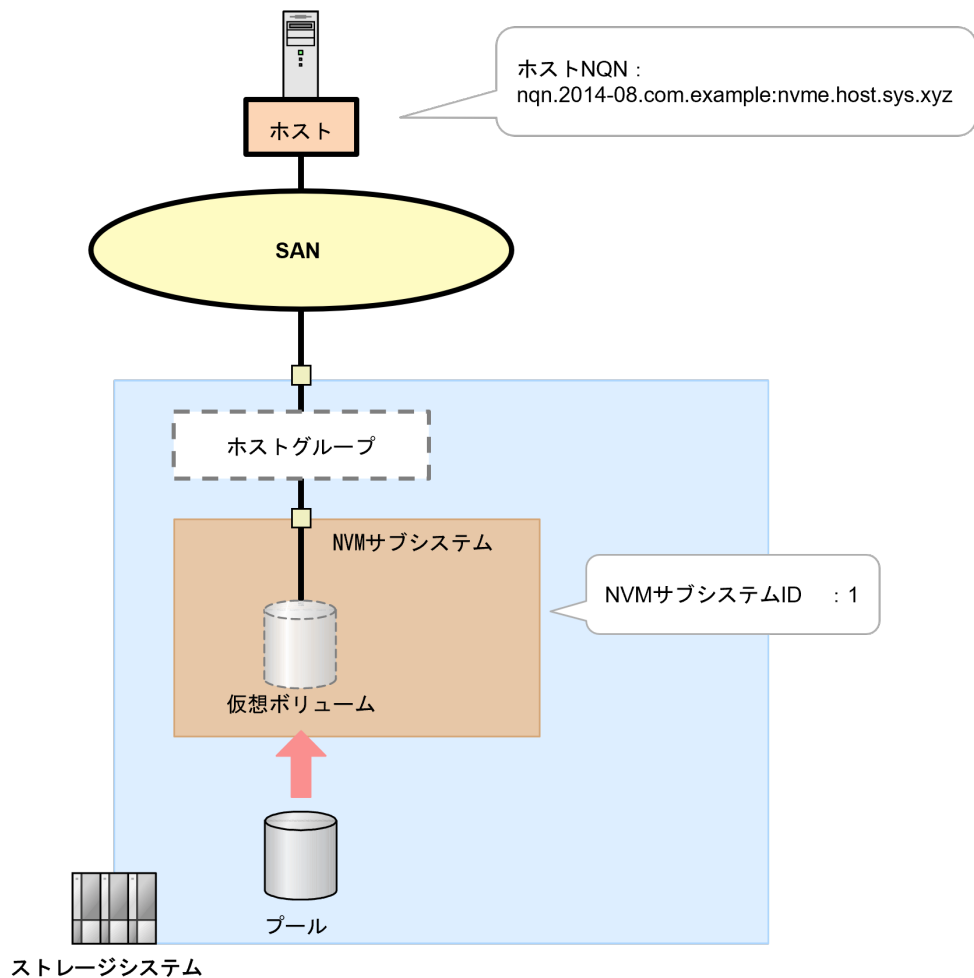 ホストNQN：
nqn.2014-08.com.example:nvme.host.sys.xyz
ホスト
SAN
ホストグループ
NVMサブシステム
NVMサブシステムID　：1
仮想ボリューム
プール
ストレージシステム